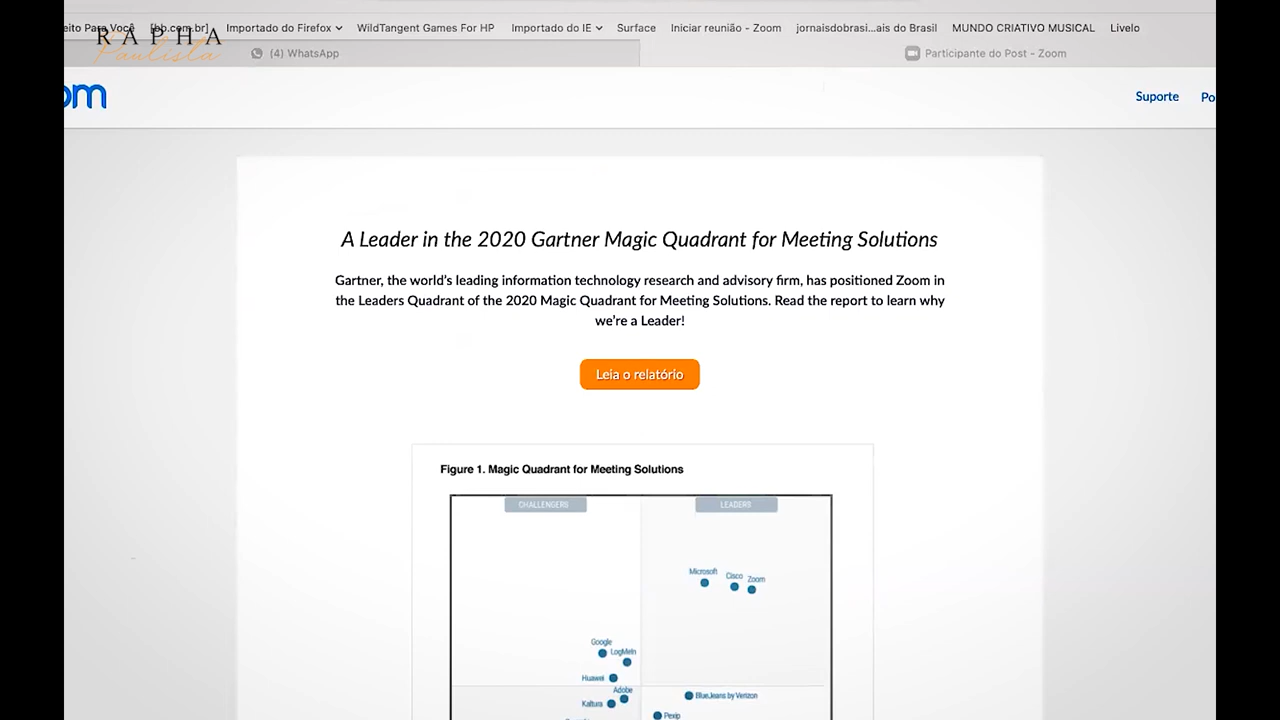 eito Para Você [bb.com.br] Importado do Firefox WildTangent Games For HP Importado do IE Surface Iniciar reunião - Zoom jornaisdobrasi...ais do Brasil MUNDO CRIATIVO MUSICAL Livelo
RAPHA
Paulista
(4) WhatsApp Participante do Post - Zoom
om Suporte Po
A Leader in the 2020 Gartner Magic Quadrant for Meeting Solutions
Gartner, the world's leading information technology research and advisory firm, has positioned Zoom in
the Leaders Quadrant of the 2020 Magic Quadrant for Meeting Solutions. Read the report to learn why
we're a Leader!
Leia o relatório
Figure 1. Magic Quadrant for Meeting Solutions
CHALLENGERS LEADERS
Microsoft Cisco Zoom
Google
LogMeIn
Huawei
Adobe
BlueJeans by Verizon
Kaltura
Pexip